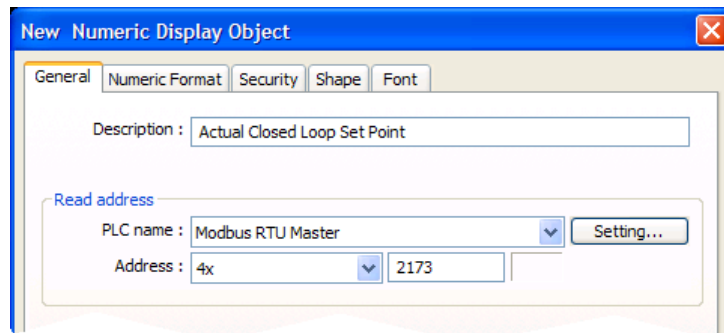 New Numeric Display Object
General Numeric Format Security Shape Font
Description : Actual Closed Loop Set Point
Read address
PLC name : Modbus RTU Master Setting...
Address : 4x 2173